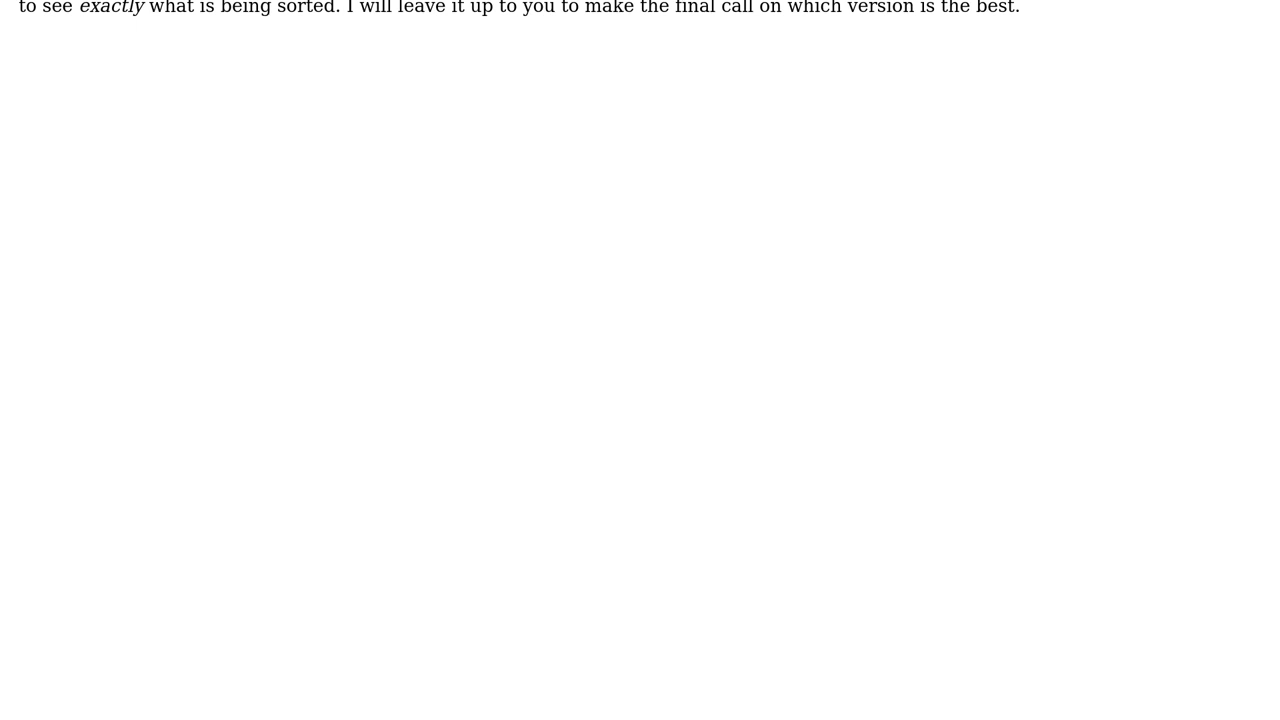 to see exactly what is being sorted. I will leave it up to you to make the final call on which version is the best.